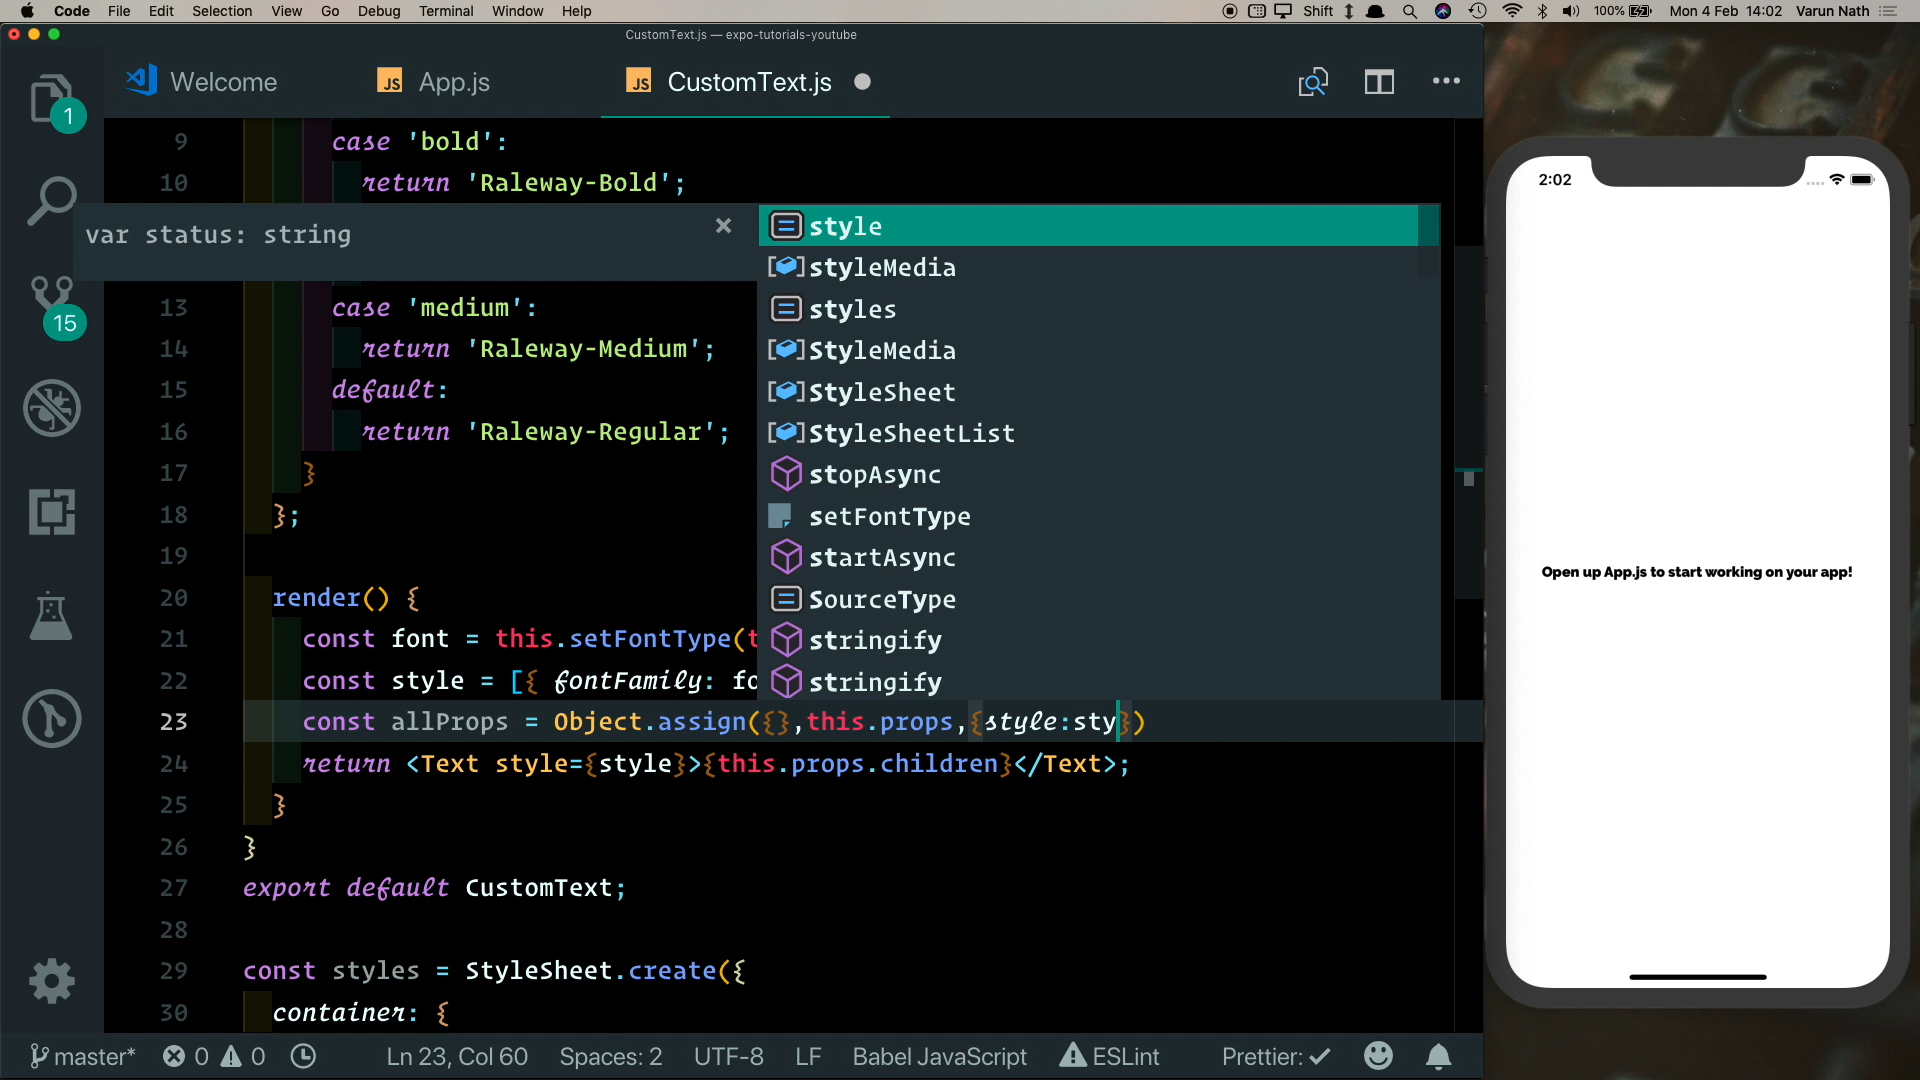 Code File Edit Selection View Go Debug Terminal Window Help Shift 100% Mon 4 Feb 14:02 Varun Nath
CustomText.js — expo-tutorials-youtube
Welcome JS App.js JS CustomText.js
1
9 case 'bold':
10 return 'Raleway-Bold';
var status: string
style
styleMedia
styles
StyleMedia
StyleSheet
StyleSheetList
stopAsync
setFontType
startAsync
SourceType
stringify
stringify
15
13 case 'medium':
14 return 'Raleway-Medium';
15 default:
16 return 'Raleway-Regular';
17 }
18 };
19
20 render() {
21 const font = this.setFontType(t
22 const style = [{ fontFamily: fo
23 const allProps = Object.assign({},this.props,{style:sty})
24 return <Text style={style}>{this.props.children}</Text>;
25 }
26 }
27 export default CustomText;
28
29 const styles = StyleSheet.create({
30 container: {
master* 0 0 Ln 23, Col 60 Spaces: 2 UTF-8 LF Babel JavaScript ESLint Prettier: ✓
2:02
Open up App.js to start working on your app!